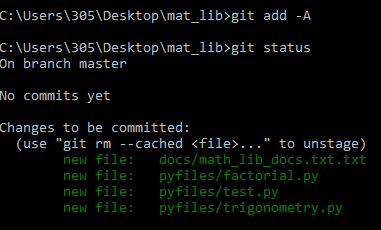 C:\Users\305\Desktop\mat_lib>git add -A
C:\Users\305\Desktop\mat_lib>git status
On branch master
No commits yet
Changes to be committed:
(use "git rm --cached <file>..." to unstage)
new file: docs/math_lib_docs.txt.txt
new file: pyfiles/factorial.py
new file: pyfiles/test.py
new file: pyfiles/trigonometry.py